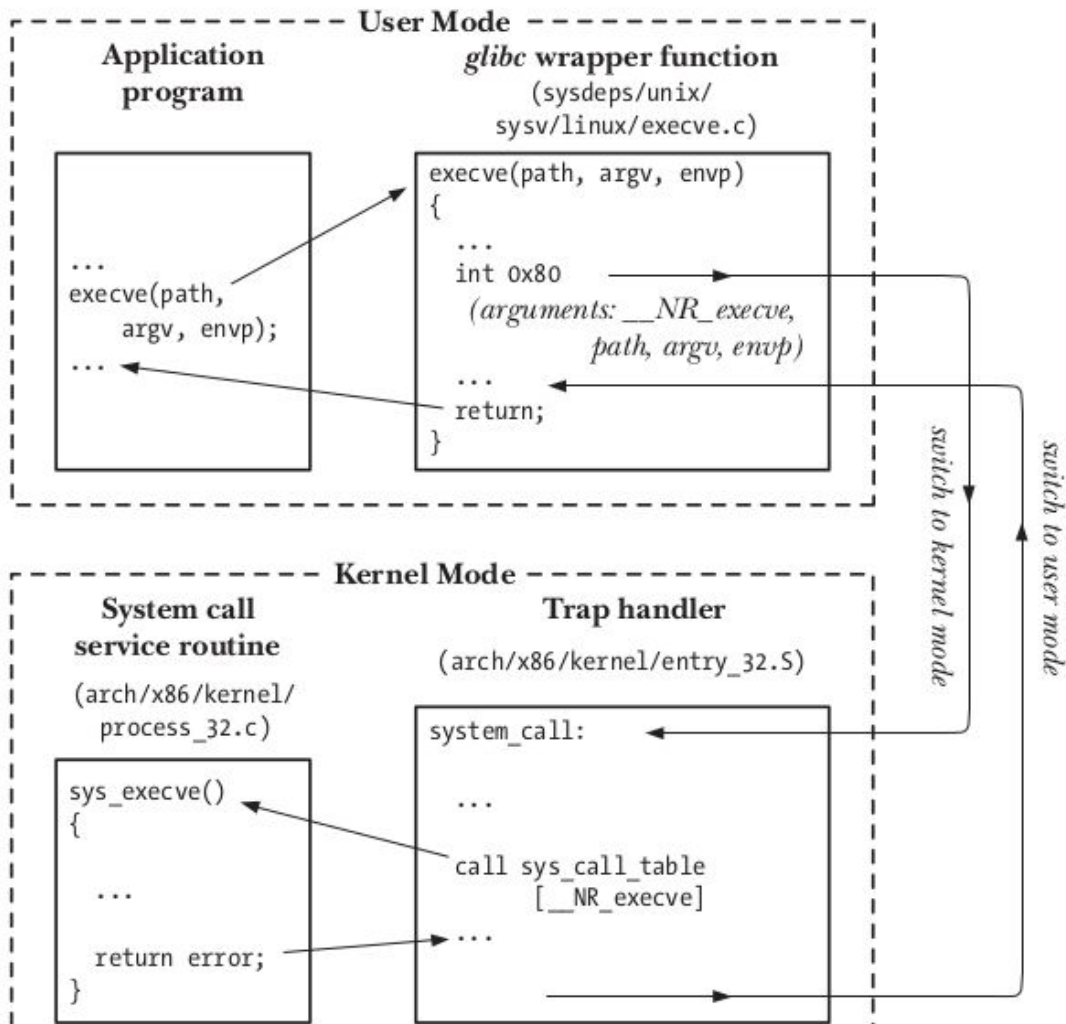 User Mode
Application
program
glibc wrapper function
(sysdeps/unix/
sysv/linux/execve.c)
...
execve(path,
argv, envp);
...
execve(path, argv, envp)
{
...
int 0x80
(arguments: __NR_execve,
path, argv, envp)
...
return;
}
switch to kernel mode
switch to user mode
Kernel Mode
System call
service routine
(arch/x86/kernel/
process_32.c)
Trap handler
(arch/x86/kernel/entry_32.S)
sys_execve()
{
...
return error;
}
system_call:
...
call sys_call_table
[__NR_execve]
...